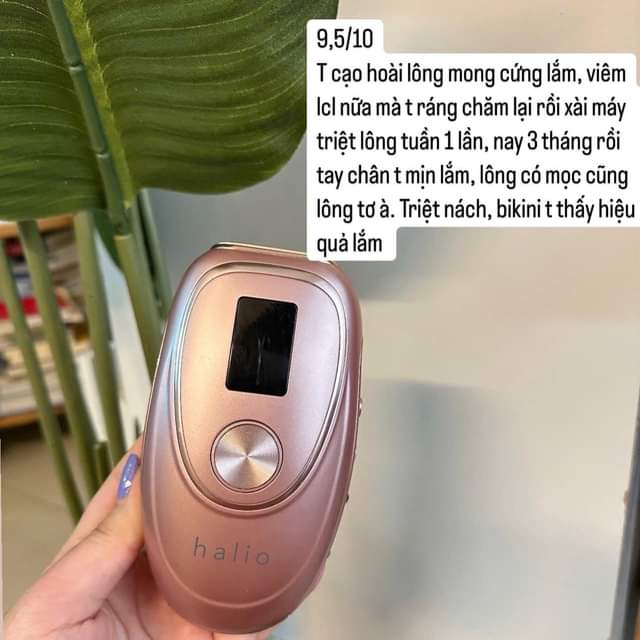 9,5/10
T cạo hoài lông mong cứng lắm, viêm
lcl nữa mà t ráng chăm lại rồi xài máy
triệt lông tuần 1 lần, nay 3 tháng rồi
tay chân t mịn lắm, lông có mọc cũng
lông tơ à. Triệt nách, bikini t thấy hiệu
quả lắm
halio